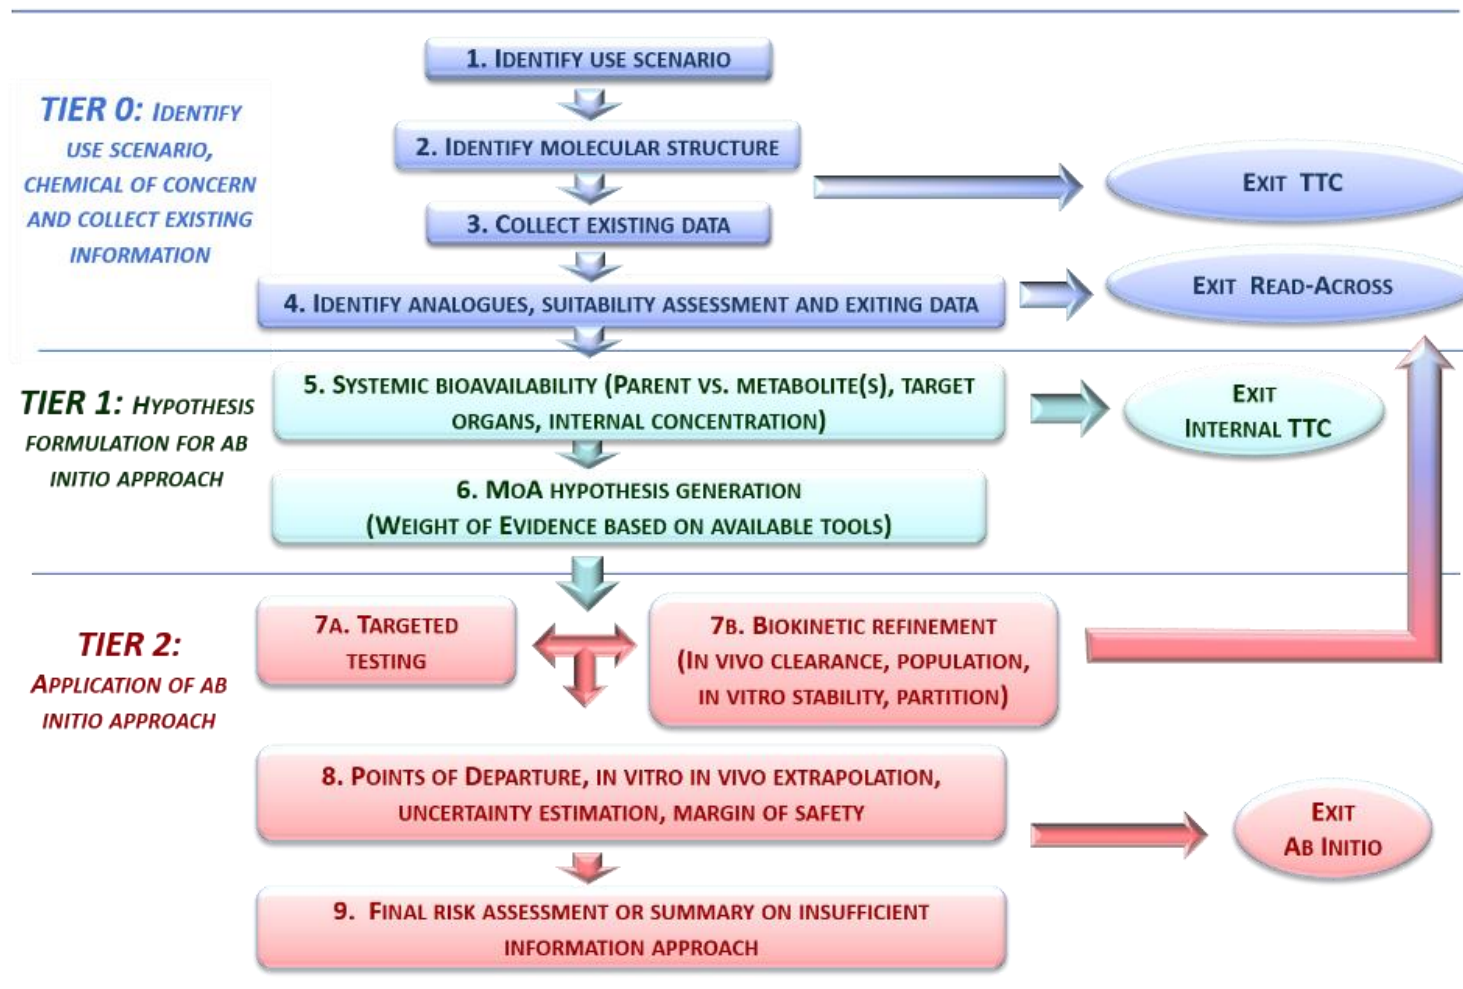 1. Identify use scenario
TIER 0: Identify
use scenario,
chemical of concern
and collect existing
information
2. Identify molecular structure
Exit TTC
3. Collect existing data
4. Identify analogues, suitability assessment and exiting data
Exit Read-Across
TIER 1: Hypothesis
formulation for ab
initio approach
5. Systemic bioavailability (Parent vs. metabolite(s), target
organs, internal concentration)
Exit
Internal TTC
6. MoA hypothesis generation
(Weight of Evidence based on available tools)
TIER 2:
Application of ab
initio approach
7a. Targeted
testing
7b. Biokinetic refinement
(In vivo clearance, population,
in vitro stability, partition)
8. Points of Departure, in vitro in vivo extrapolation,
uncertainty estimation, margin of safety
Exit
Ab Initio
9. Final risk assessment or summary on insufficient
information approach